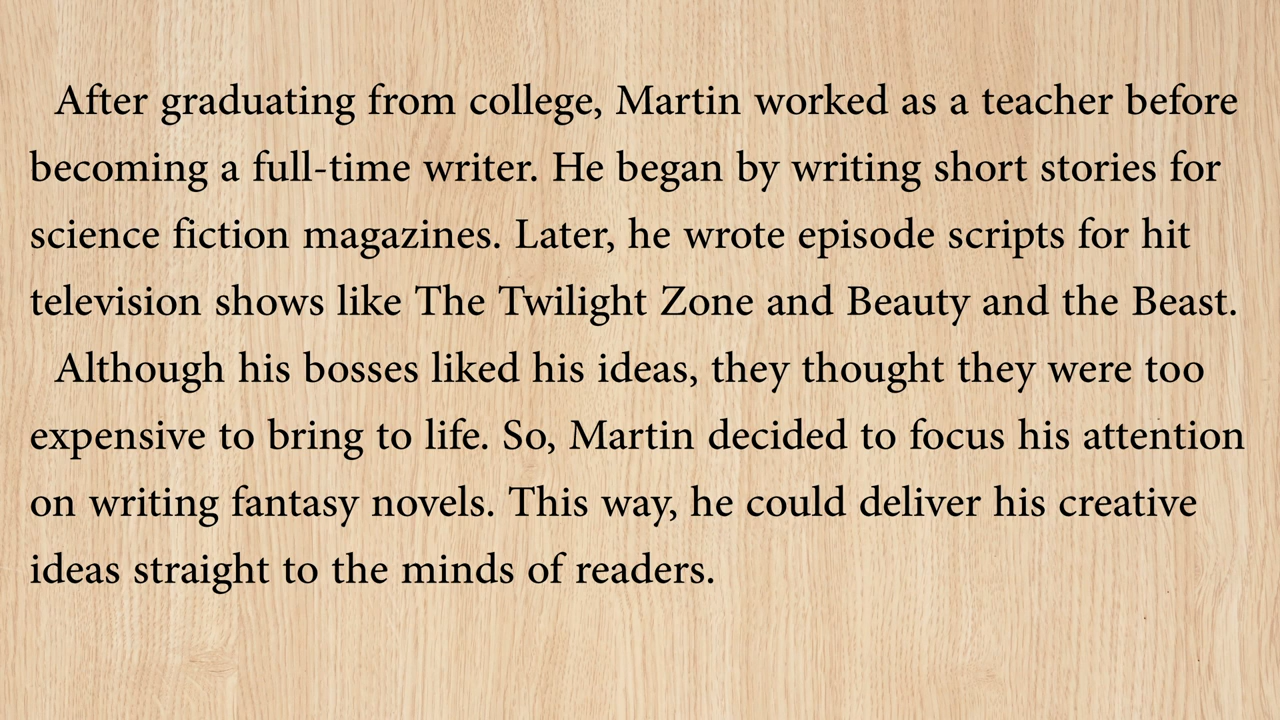 After graduating from college, Martin worked as a teacher before
becoming a full-time writer. He began by writing short stories for
science fiction magazines. Later, he wrote episode scripts for hit
television shows like The Twilight Zone and Beauty and the Beast.
Although his bosses liked his ideas, they thought they were too
expensive to bring to life. So, Martin decided to focus his attention
on writing fantasy novels. This way, he could deliver his creative
ideas straight to the minds of readers.